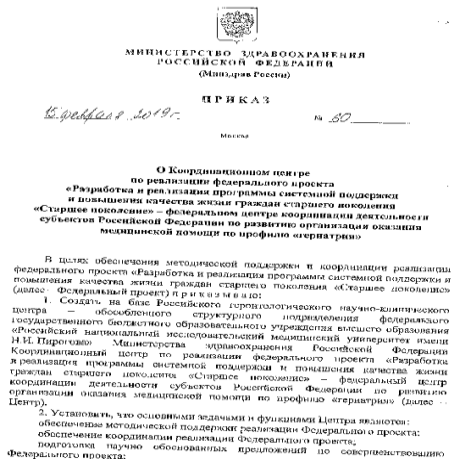 МИНИСТЕРСТВО ЗДРАВООХРАНЕНИЯ
РОССИЙСКОЙ ФЕДЕРАЦИИ
(Минздрав России)
ПРИКАЗ
15 февраля 2019 г.
№ 60
Москва
О Координационном центре
по реализации федерального проекта
«Разработка и реализация программы системной поддержки
и повышения качества жизни граждан старшего поколения
«Старшее поколение» – федеральном центре координации деятельности
субъектов Российской Федерации по развитию организации оказания
медицинской помощи по профилю «гериатрия»
В целях обеспечения методической поддержки и координации реализации
федерального проекта «Разработка и реализация программы системной поддержки и
повышения качества жизни граждан старшего поколения «Старшее поколение»
(далее - Федеральный проект) приказываю:
1. Создать на базе Российского геронтологического научно-клинического
центра – обособленного структурного подразделения федерального
государственного бюджетного образовательного учреждения высшего образования
«Российский национальный исследовательский медицинский университет имени
Н.И. Пирогова» Министерства здравоохранения Российской Федерации
Координационный центр по реализации федерального проекта «Разработка
и реализация программы системной поддержки и повышения качества жизни
граждан старшего поколения «Старшее поколение» – федеральный центр
координации деятельности субъектов Российской Федерации по развитию
организации оказания медицинской помощи по профилю «гериатрия» (далее -
Центр).
2. Установить, что основными задачами и функциями Центра являются:
обеспечение методической поддержки реализации Федерального проекта;
обеспечение координации реализации Федерального проекта;
подготовка научно обоснованных предложений по совершенствованию
Федерального проекта;